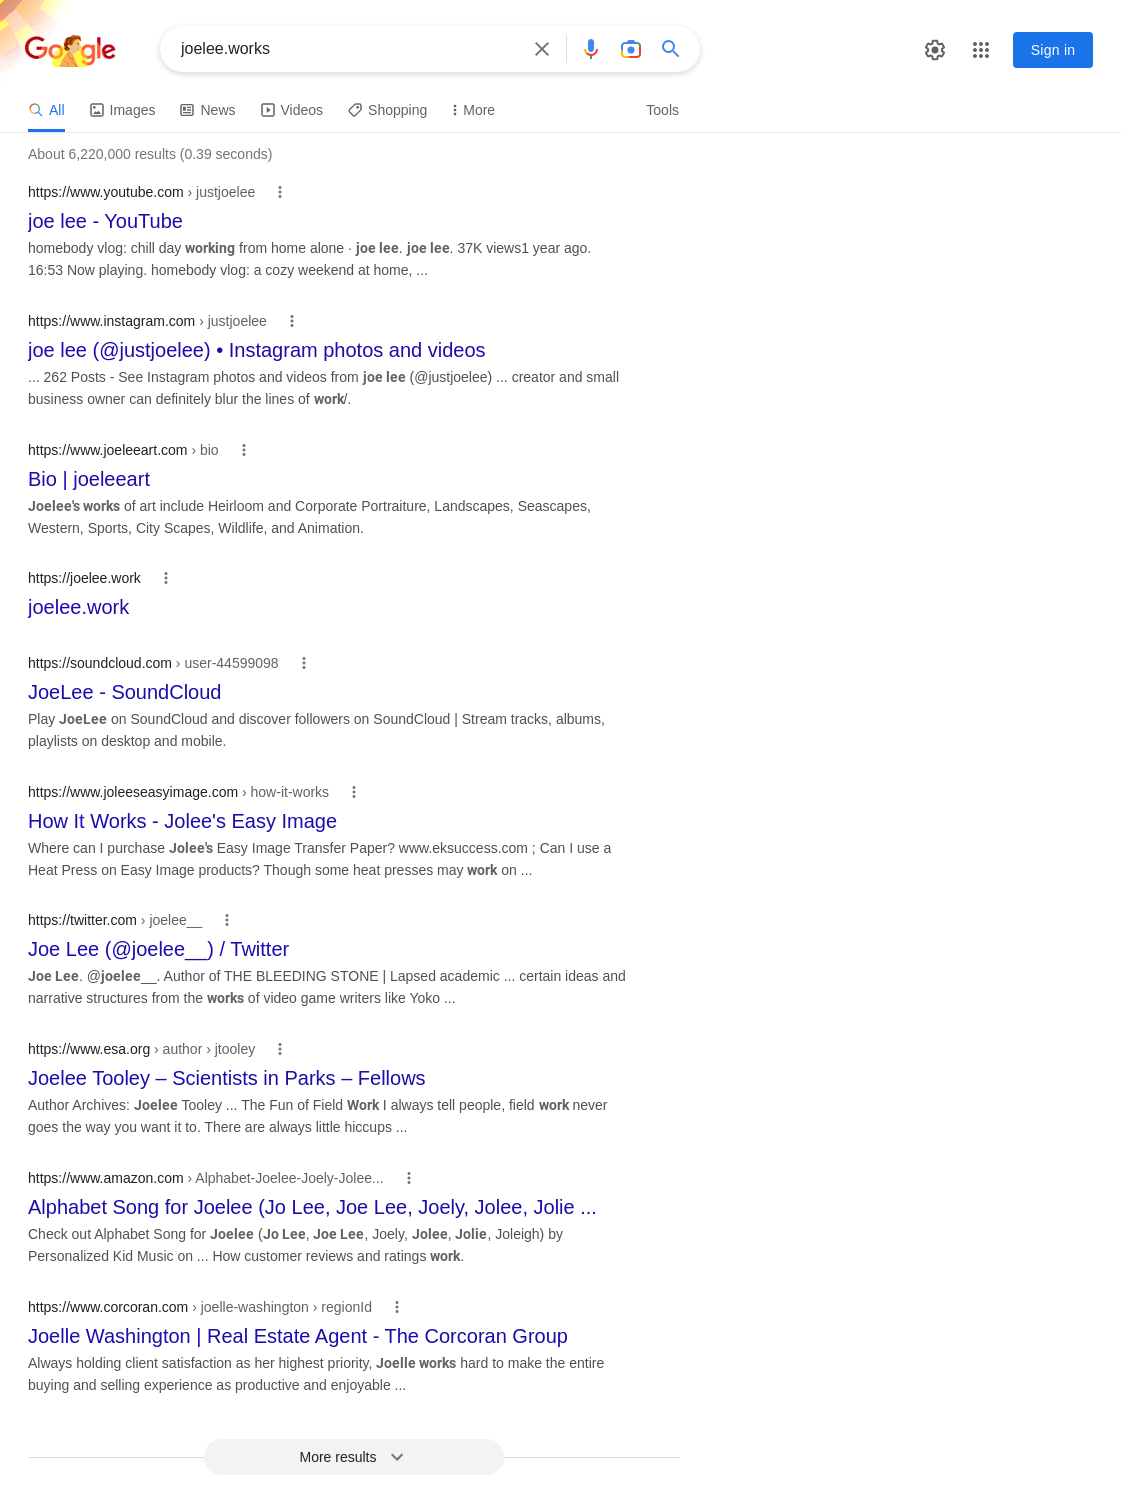 Google
joelee.works
Sign in
All
Images
News
Videos
Shopping
More
Tools
About 6,220,000 results (0.39 seconds)
https://www.youtube.com › justjoelee
joe lee - YouTube
homebody vlog: chill day working from home alone · joe lee. joe lee. 37K views1 year ago.
16:53 Now playing. homebody vlog: a cozy weekend at home, ...
https://www.instagram.com › justjoelee
joe lee (@justjoelee) • Instagram photos and videos
... 262 Posts - See Instagram photos and videos from joe lee (@justjoelee) ... creator and small
business owner can definitely blur the lines of work/.
https://www.joeleeart.com › bio
Bio | joeleeart
Joelee's works of art include Heirloom and Corporate Portraiture, Landscapes, Seascapes,
Western, Sports, City Scapes, Wildlife, and Animation.
https://joelee.work
joelee.work
https://soundcloud.com › user-44599098
JoeLee - SoundCloud
Play JoeLee on SoundCloud and discover followers on SoundCloud | Stream tracks, albums,
playlists on desktop and mobile.
https://www.joleeseasyimage.com › how-it-works
How It Works - Jolee's Easy Image
Where can I purchase Jolee's Easy Image Transfer Paper? www.eksuccess.com ; Can I use a
Heat Press on Easy Image products? Though some heat presses may work on ...
https://twitter.com › joelee__
Joe Lee (@joelee__) / Twitter
Joe Lee. @joelee__. Author of THE BLEEDING STONE | Lapsed academic ... certain ideas and
narrative structures from the works of video game writers like Yoko ...
https://www.esa.org › author › jtooley
Joelee Tooley – Scientists in Parks – Fellows
Author Archives: Joelee Tooley ... The Fun of Field Work I always tell people, field work never
goes the way you want it to. There are always little hiccups ...
https://www.amazon.com › Alphabet-Joelee-Joely-Jolee...
Alphabet Song for Joelee (Jo Lee, Joe Lee, Joely, Jolee, Jolie ...
Check out Alphabet Song for Joelee (Jo Lee, Joe Lee, Joely, Jolee, Jolie, Joleigh) by
Personalized Kid Music on ... How customer reviews and ratings work.
https://www.corcoran.com › joelle-washington › regionId
Joelle Washington | Real Estate Agent - The Corcoran Group
Always holding client satisfaction as her highest priority, Joelle works hard to make the entire
buying and selling experience as productive and enjoyable ...
More results